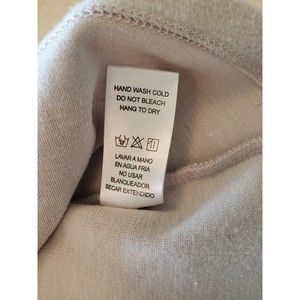 HAND WASH COLD
DO NOT BLEACH
HANG TO DRY
LAVAR A MANO
EN AGUA FRIA
NO USAR
BLANQUEADOR
SECAR EXTENDIDO